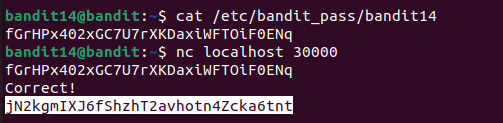 bandit14@bandit:~$ cat /etc/bandit_pass/bandit14
fGrHPx402xGC7U7rXKDaxiWFTOiF0ENq
bandit14@bandit:~$ nc localhost 30000
fGrHPx402xGC7U7rXKDaxiWFTOiF0ENq
Correct!
jN2kgmIXJ6fShzhT2avhotn4Zcka6tnt